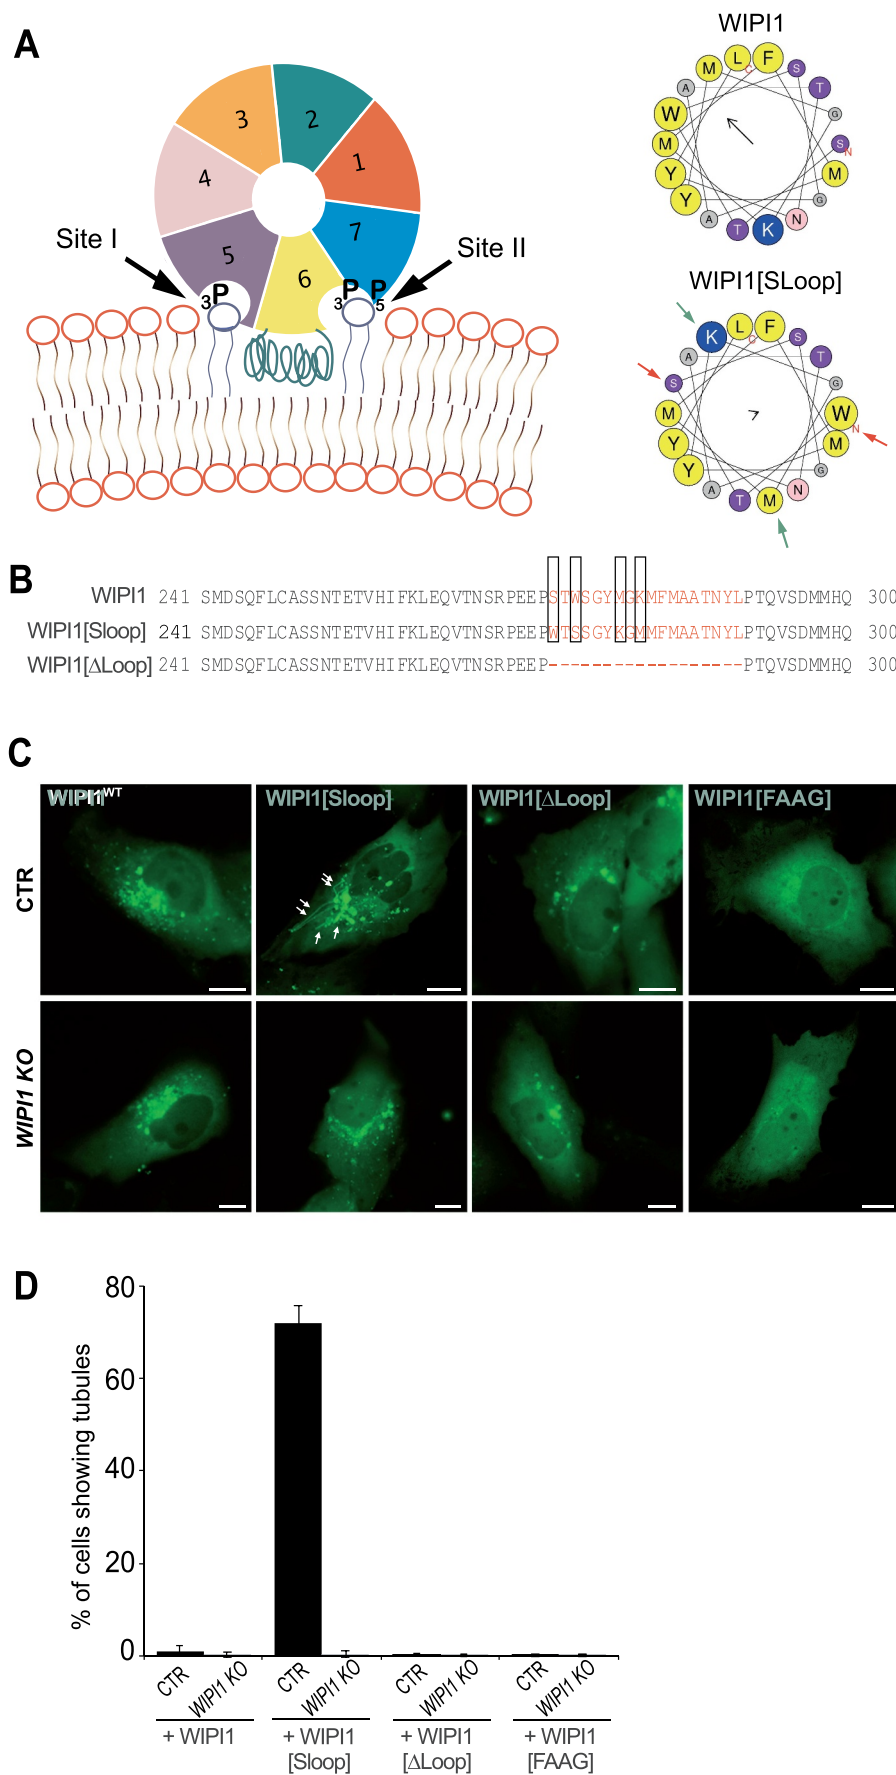 A
WIPI1
3
2
1
4
5
6
7
Site I
Site II
3P
3P P5
L F S T G S N M G N K T A Y Y M W A M C
WIPI1[SLoop]
K L F S T G W N M G N M T A Y Y M S A C
B
WIPI1 241 SMDSQFLCASSNTETVHIFKLEQVTNSRPEEPSTWSGYMGKMFMAATNYLPTQVSDMMHQ 300
WIPI1[Sloop] 241 SMDSQFLCASSNTETVHIFKLEQVTNSRPEEPWTSSGYKGMMFMAATNYLPTQVSDMMHQ 300
WIPI1[ΔLoop] 241 SMDSQFLCASSNTETVHIFKLEQVTNSRPEEP------------------PTQVSDMMHQ 300
C
WIPI1WT
WIPI1[Sloop]
WIPI1[ΔLoop]
WIPI1[FAAG]
CTR
WIPI1 KO
D
% of cells showing tubules
80
60
40
20
0
CTR WIPI1 KO CTR WIPI1 KO CTR WIPI1 KO CTR WIPI1 KO
+ WIPI1
+ WIPI1
[Sloop]
+ WIPI1
[ΔLoop]
+ WIPI1
[FAAG]